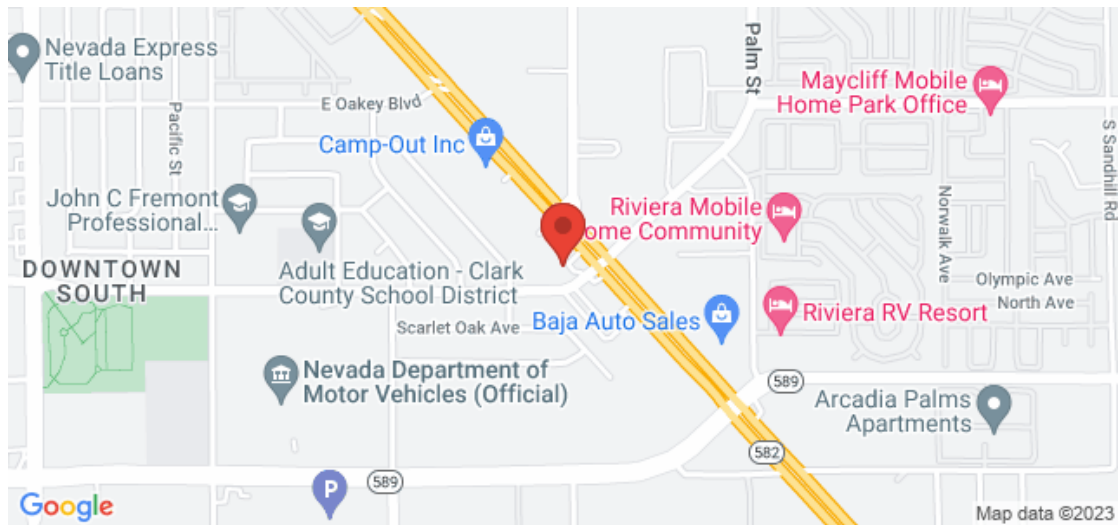 Nevada Express
Title Loans
Pacific St
E Oakey Blvd
Camp-Out Inc
Palm St
Maycliff Mobile
Home Park Office
S Sandhill Rd
John C Fremont
Professional...
Adult Education - Clark
County School District
Riviera Mobile
ome Community
Norwalk Ave
DOWNTOWN
SOUTH
Olympic Ave
North Ave
Scarlet Oak Ave
Baja Auto Sales
Riviera RV Resort
Nevada Department of
Motor Vehicles (Official)
589
Arcadia Palms
Apartments
582
589
P
Google
Map data ©2023